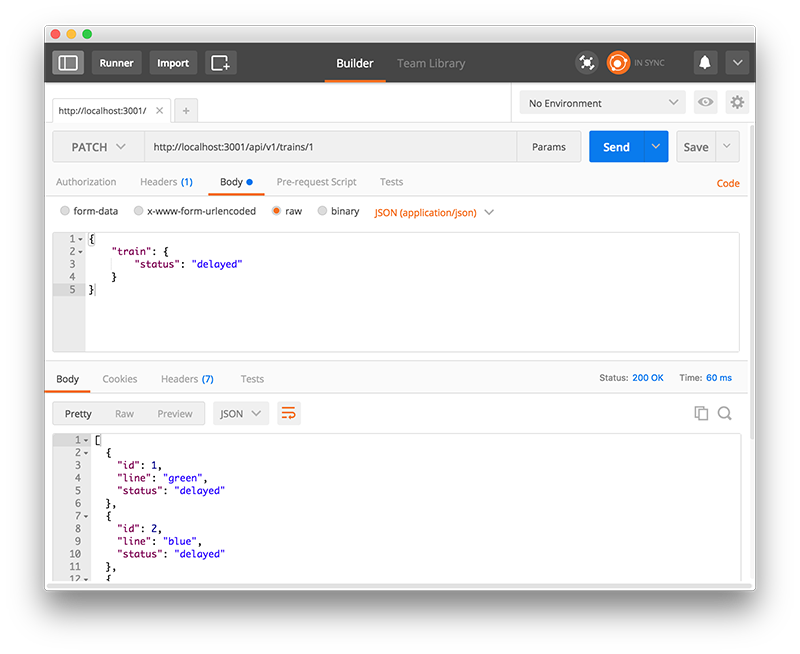 Runner Import Builder Team Library IN SYNC
http://localhost:3001/ × + No Environment
PATCH http://localhost:3001/api/v1/trains/1 Params Send Save
Authorization Headers (1) Body Pre-request Script Tests Code
form-data x-www-form-urlencoded raw binary JSON (application/json)
1 {
2 "train": {
3 "status": "delayed"
4 }
5 }
Body Cookies Headers (7) Tests Status: 200 OK Time: 60 ms
Pretty Raw Preview JSON
1 [
2 {
3 "id": 1,
4 "line": "green",
5 "status": "delayed"
6 },
7 {
8 "id": 2,
9 "line": "blue",
10 "status": "delayed"
11 },
12 {